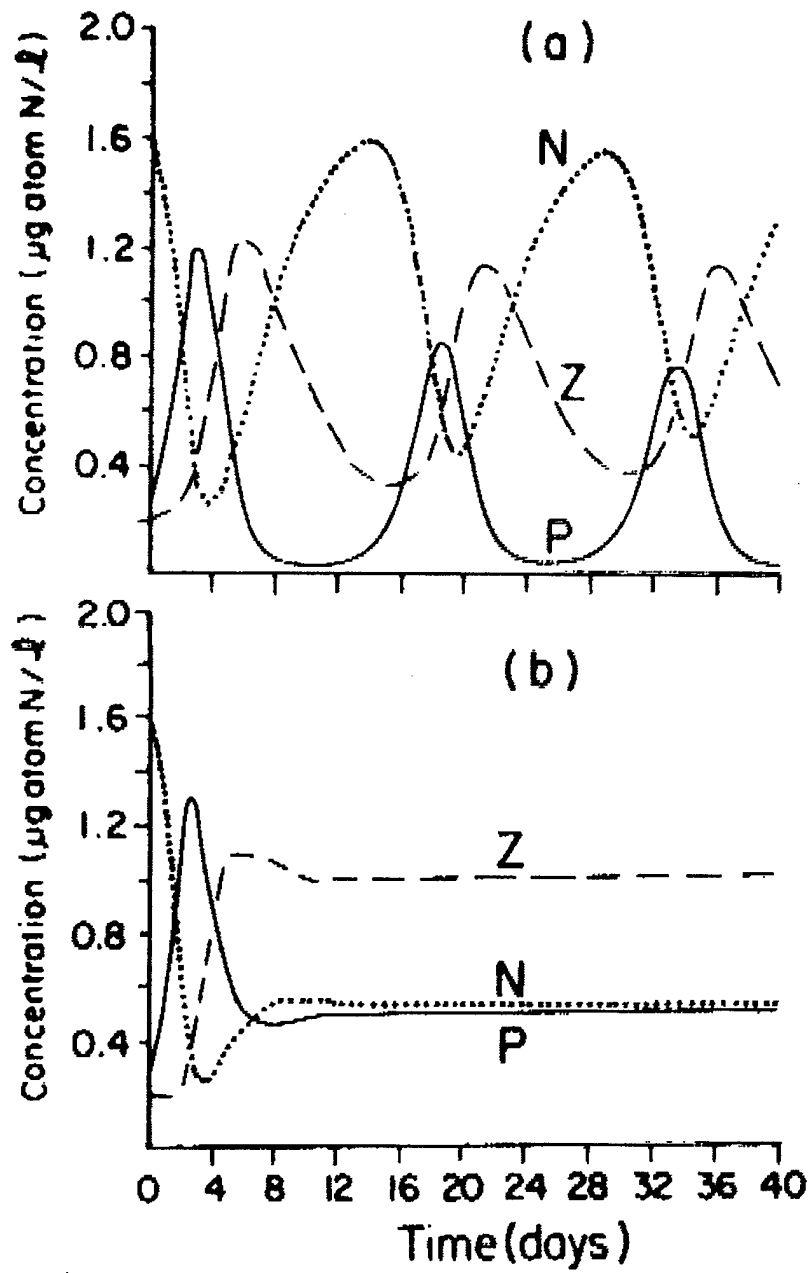 (a)
Concentration (µg atom N/ℓ)
2.0
1.6
1.2
0.8
0.4
N
Z
P
(b)
Concentration (µg atom N/ℓ)
2.0
1.6
1.2
0.8
0.4
Z
N
P
0 4 8 12 16 20 24 28 32 36 40
Time (days)